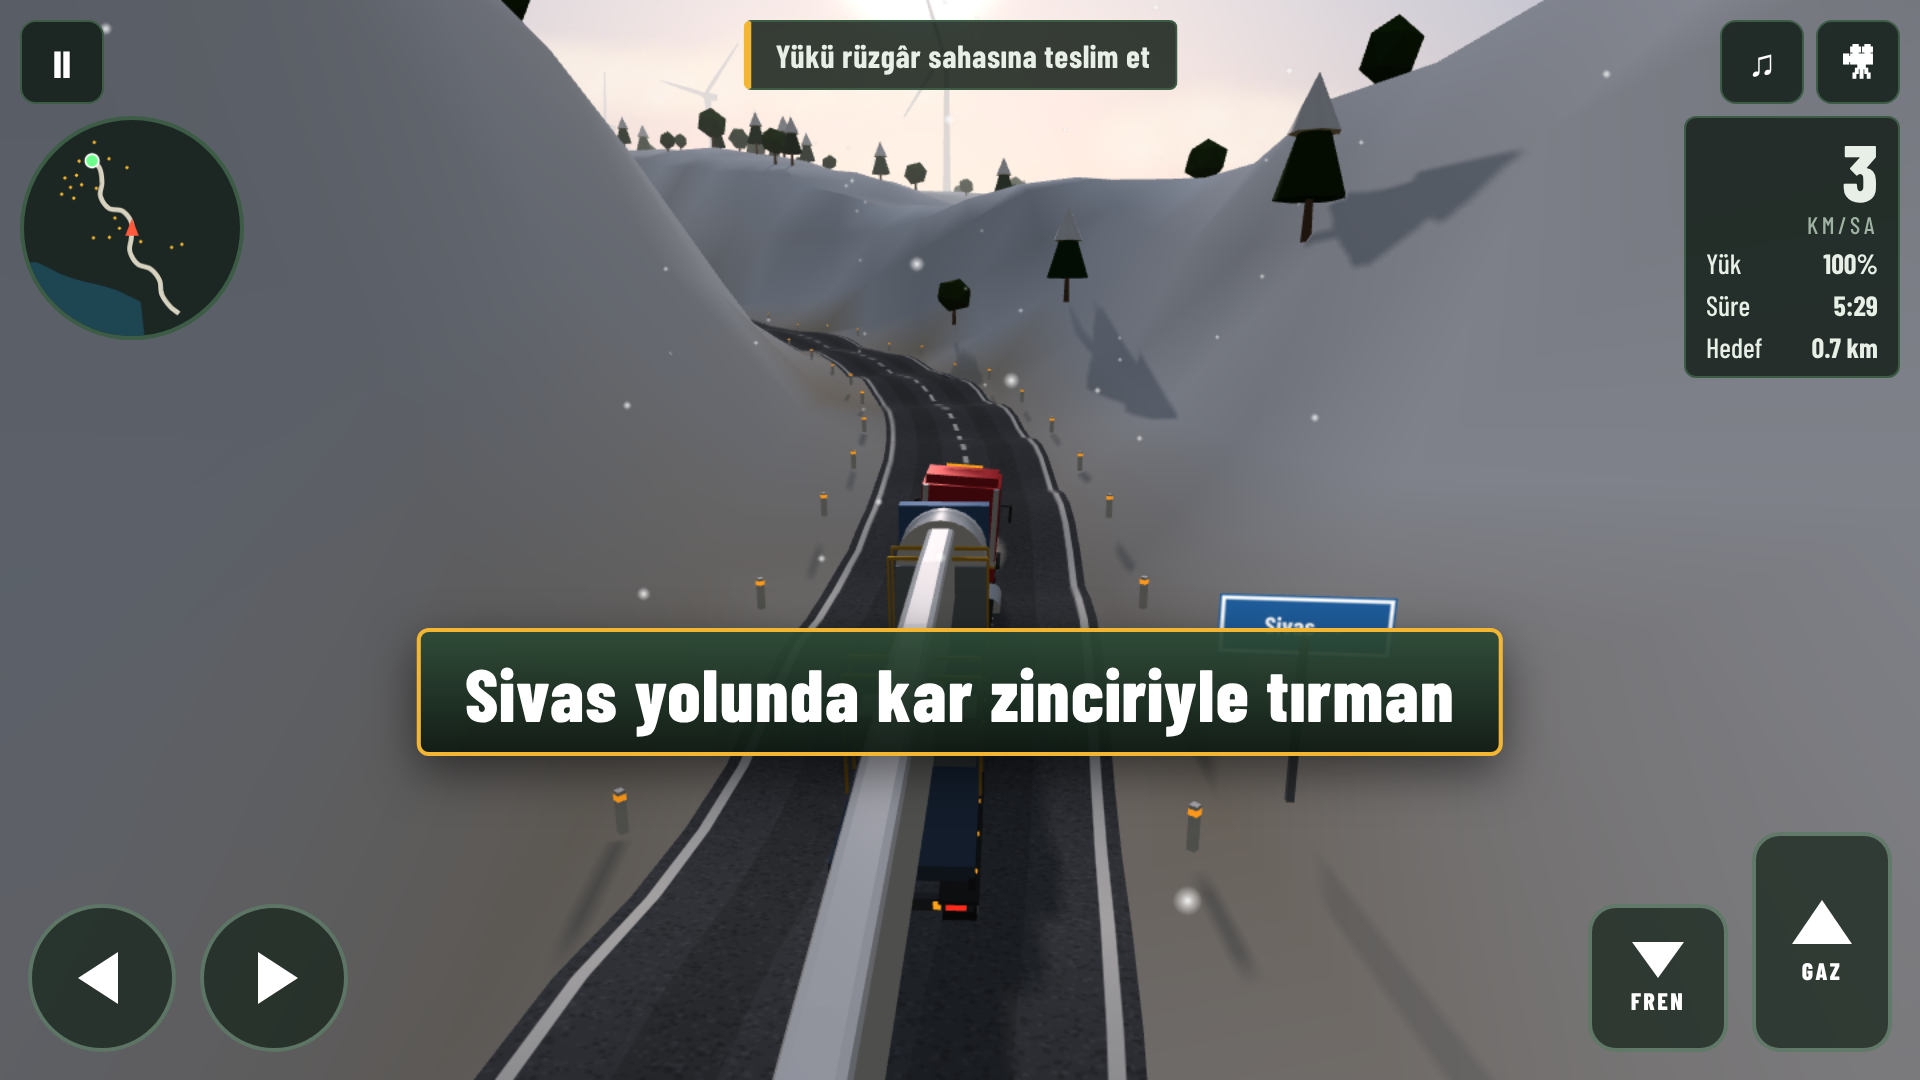 Yükü rüzgâr sahasına teslim et
3
KM/SA
Yük 100%
Süre 5:29
Hedef 0.7 km
Sivas
Sivas yolunda kar zinciriyle tırman
FREN
GAZ